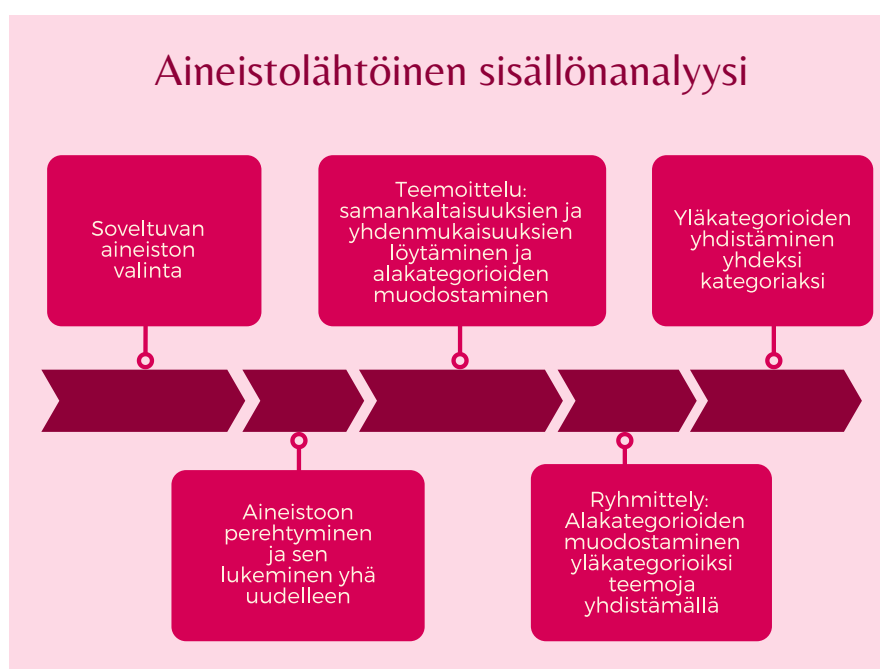 Aineistolähtöinen sisällönanalyysi
Soveltuvan
aineiston
valinta
Aineistoon
perehtyminen
ja sen
lukeminen yhä
uudelleen
Teemoittelu:
samankaltaisuuksien ja
yhdenmukaisuuksien
löytäminen ja
alakategorioiden
muodostaminen
Ryhmittely:
Alakategorioiden
muodostaminen
yläkategorioiksi
teemoja
yhdistämällä
Yläkategorioiden
yhdistäminen
yhdeksi
kategoriaksi